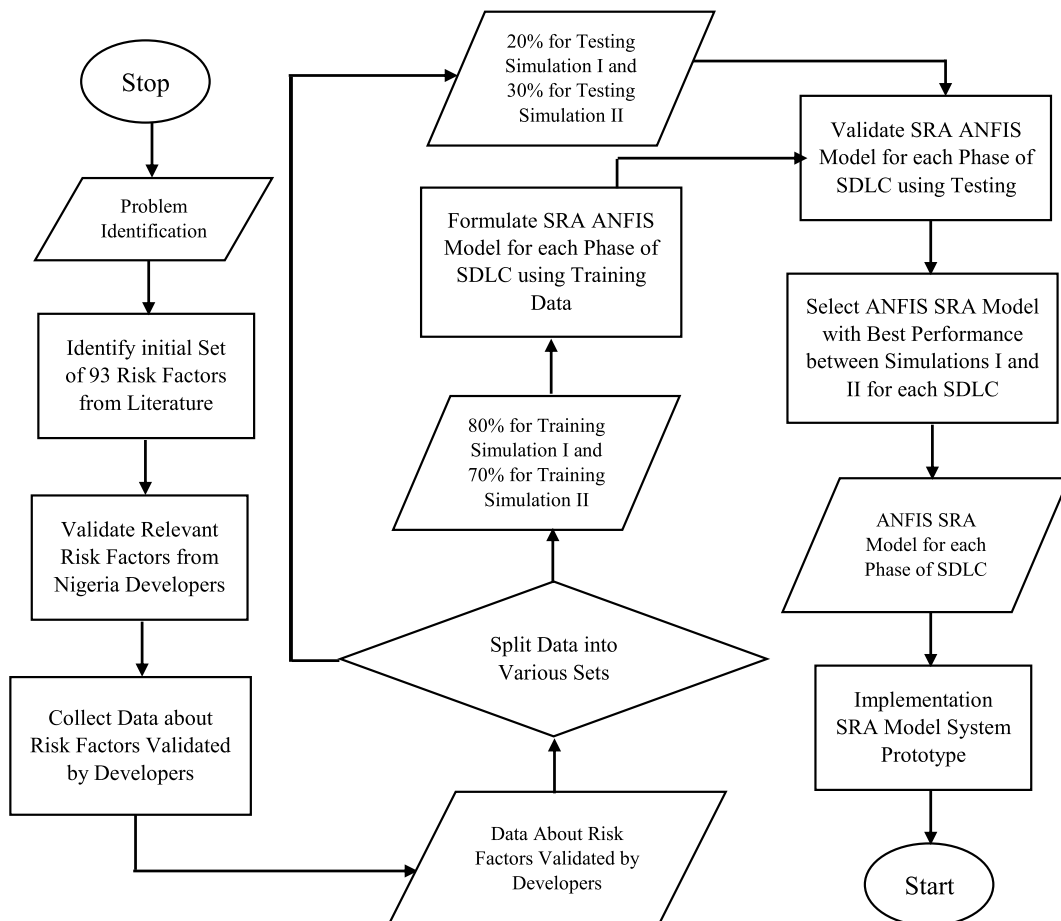 Stop
Problem
Identification
Identify initial Set
of 93 Risk Factors
from Literature
Validate Relevant
Risk Factors from
Nigeria Developers
Collect Data about
Risk Factors Validated
by Developers
Data About Risk
Factors Validated by
Developers
Split Data into
Various Sets
80% for Training
Simulation I and
70% for Training
Simulation II
Formulate SRA ANFIS
Model for each Phase of
SDLC using Training
Data
20% for Testing
Simulation I and
30% for Testing
Simulation II
Validate SRA ANFIS
Model for each Phase of
SDLC using Testing
Select ANFIS SRA Model
with Best Performance
between Simulations I and
II for each SDLC
ANFIS SRA
Model for each
Phase of SDLC
Implementation
SRA Model System
Prototype
Start